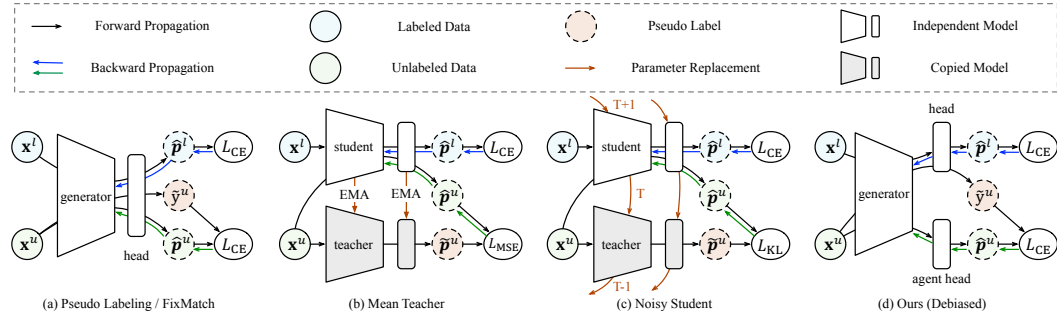 Forward Propagation Labeled Data Pseudo Label Independent Model
Backward Propagation Unlabeled Data Parameter Replacement Copied Model
x^l generator head p̂^l L_CE
ỹ^u
x^u p̂^u L_CE
(a) Pseudo Labeling / FixMatch
x^l student p̂^l L_CE
EMA EMA p̂^u
x^u teacher p̃^u L_MSE
(b) Mean Teacher
T+1
x^l student p̂^l L_CE
T p̂^u
x^u teacher p̃^u L_KL
T-1
(c) Noisy Student
head
x^l p̂^l L_CE
generator ỹ^u
x^u p̂^u L_CE
agent head
(d) Ours (Debiased)